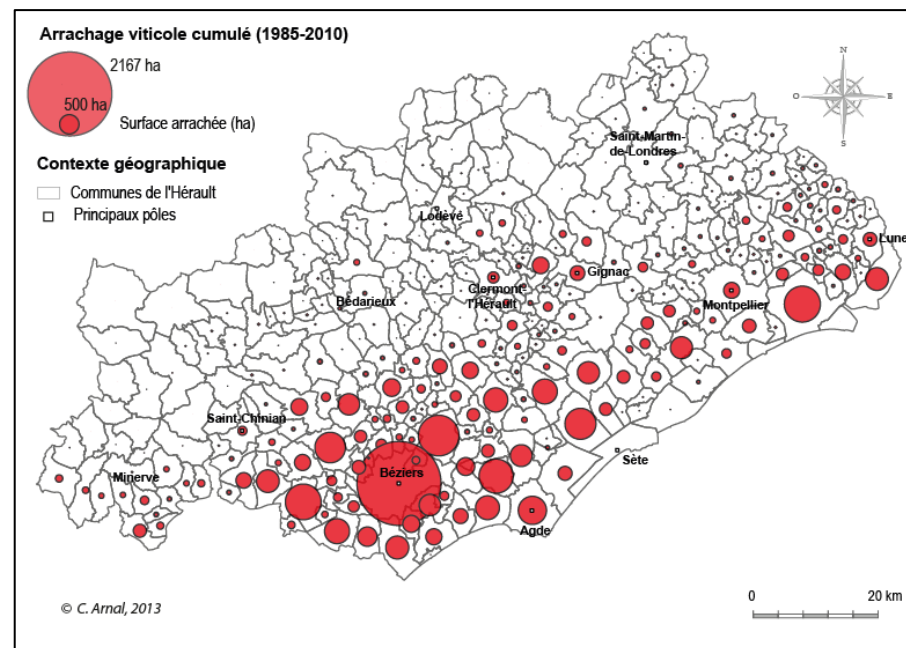 Arrachage viticole cumulé (1985-2010)
2167 ha
500 ha
Surface arrachée (ha)
Contexte géographique
Communes de l'Hérault
Principaux pôles
N
O
E
S
Saint-Martin-
de-Londres
Lodévé
Lune
Gignac
Clermont-
l'Hérault
Bédarieux
Montpellier
Saint-Chinian
Sète
Minerve
Béziers
Agde
© C. Arnal, 2013
0
20 km